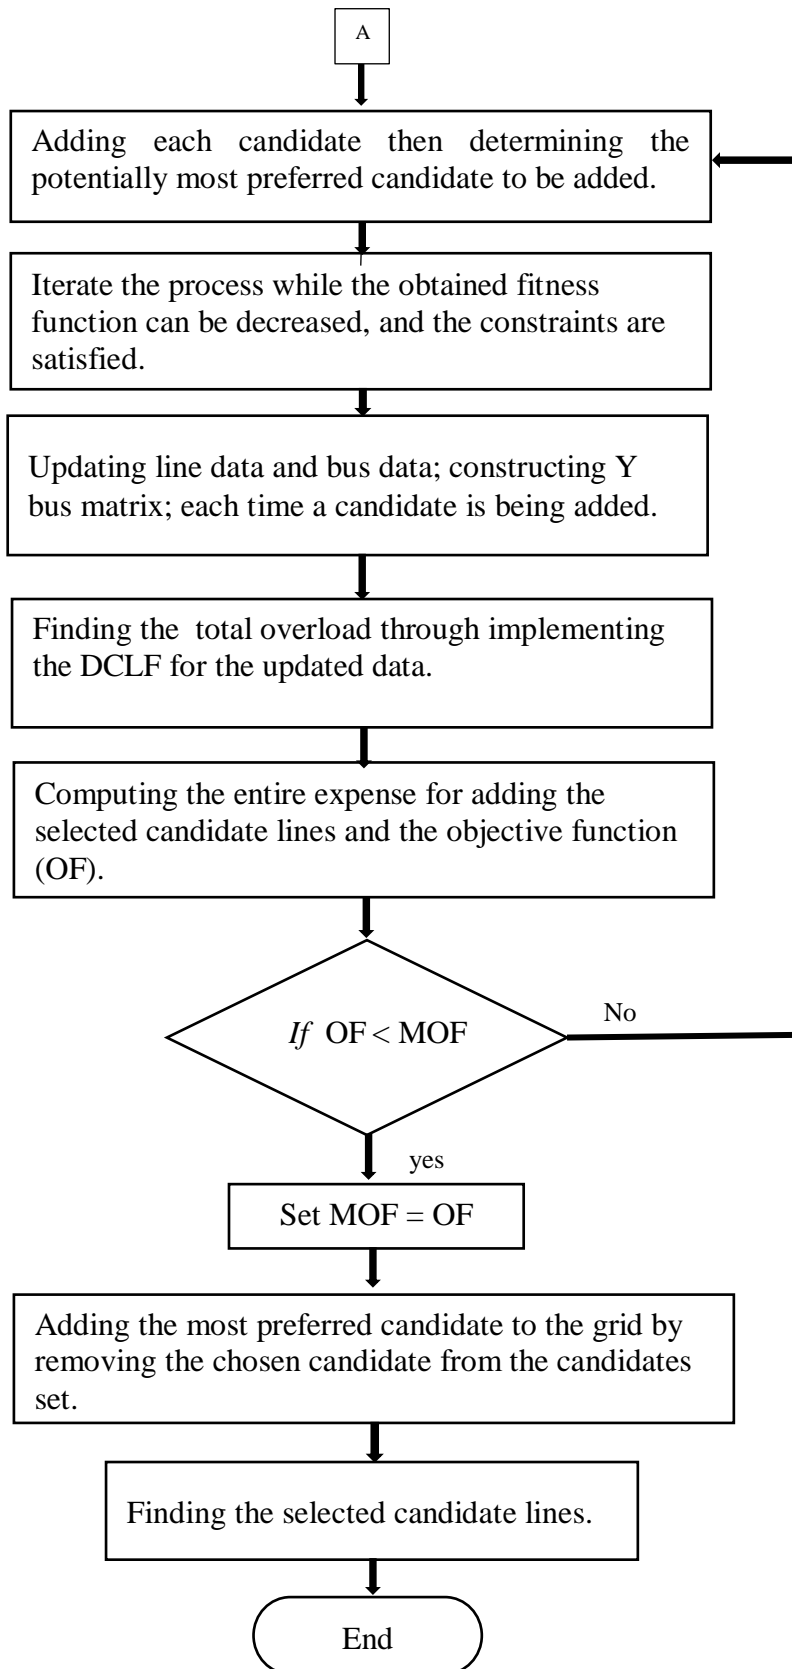 A
Adding each candidate then determining the
potentially most preferred candidate to be added.
Iterate the process while the obtained fitness
function can be decreased, and the constraints are
satisfied.
Updating line data and bus data; constructing Y
bus matrix; each time a candidate is being added.
Finding the total overload through implementing
the DCLF for the updated data.
Computing the entire expense for adding the
selected candidate lines and the objective function
(OF).
If OF < MOF
No
yes
Set MOF = OF
Adding the most preferred candidate to the grid by
removing the chosen candidate from the candidates
set.
Finding the selected candidate lines.
End